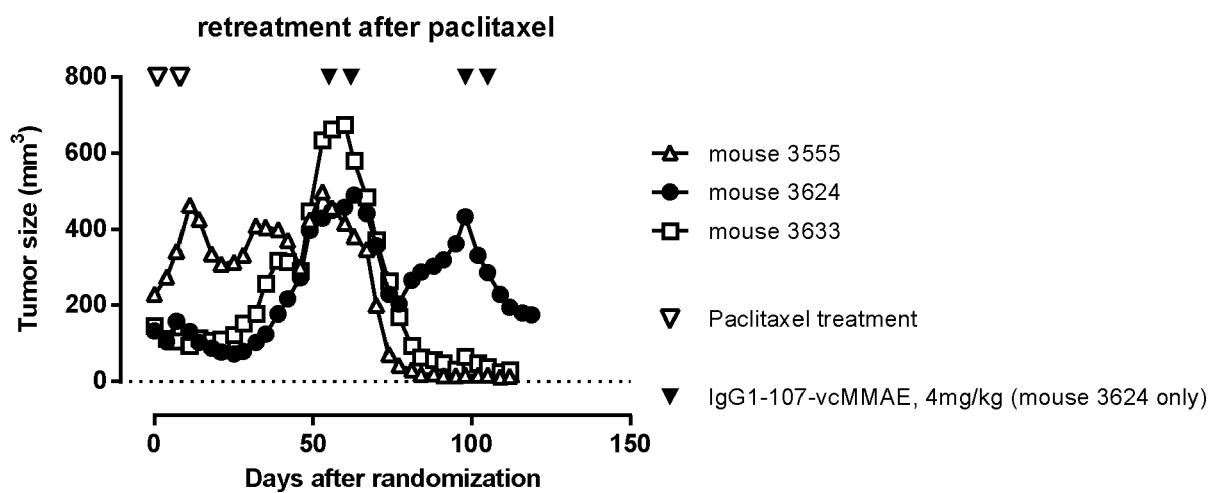 retreatment after paclitaxel
800
600
400
200
0
Tumor size (mm³)
0 50 100 150
Days after randomization
mouse 3555
mouse 3624
mouse 3633
Paclitaxel treatment
IgG1-107-vcMMAE, 4mg/kg (mouse 3624 only)